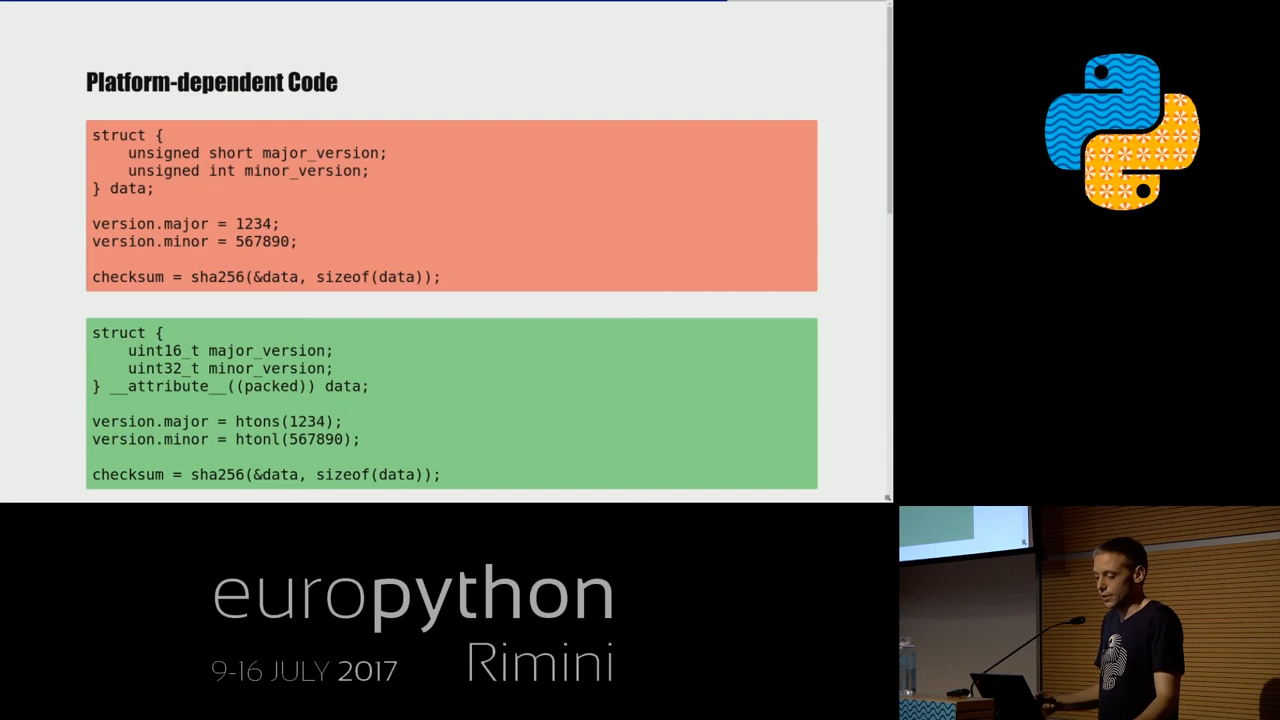 Platform-dependent Code
struct {
    unsigned short major_version;
    unsigned int minor_version;
} data;
version.major = 1234;
version.minor = 567890;
checksum = sha256(&data, sizeof(data));
struct {
    uint16_t major_version;
    uint32_t minor_version;
} __attribute__((packed)) data;
version.major = htons(1234);
version.minor = htonl(567890);
checksum = sha256(&data, sizeof(data));
europython
9-16 JULY 2017 Rimini